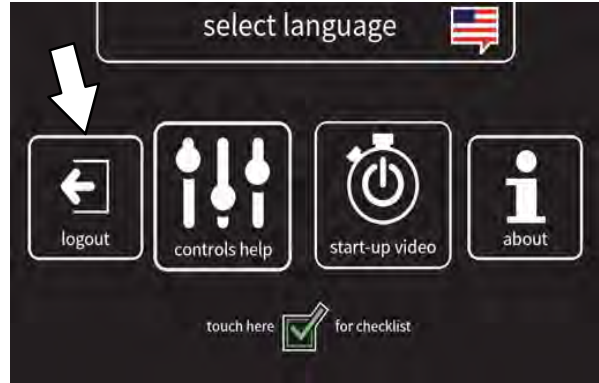 select language
logout
controls help
start-up video
about
touch here for checklist